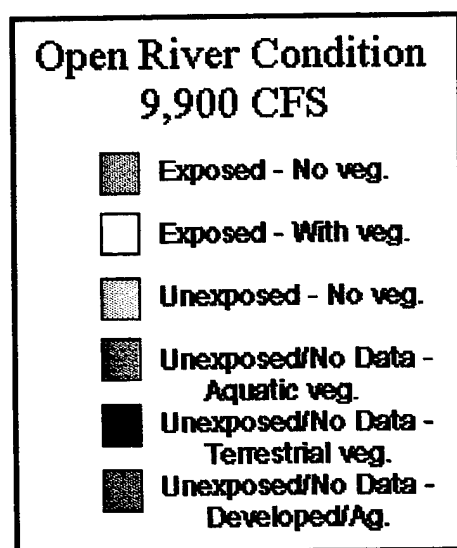 Open River Condition
9,900 CFS
Exposed - No veg.
Exposed - With veg.
Unexposed - No veg.
Unexposed/No Data -
Aquatic veg.
Unexposed/No Data -
Terrestrial veg.
Unexposed/No Data -
Developed/Ag.